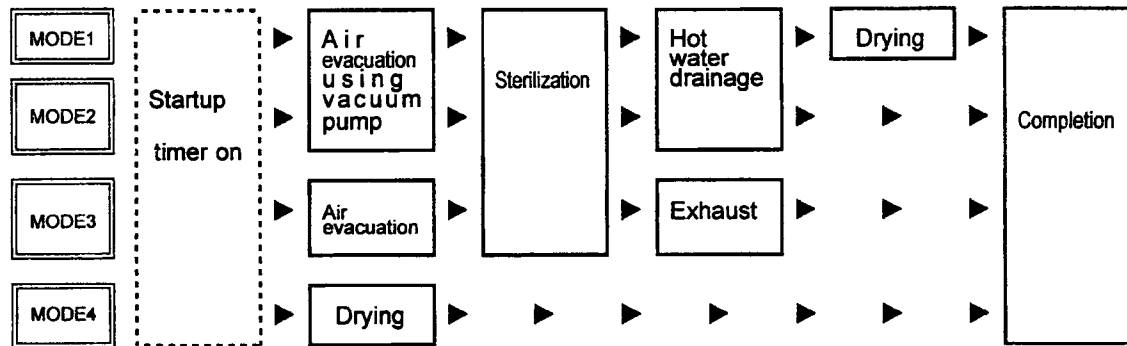 MODE1
MODE2
MODE3
MODE4
Startup
timer on
Air
evacuation
using
vacuum
pump
Air
evacuation
Drying
Sterilization
Hot
water
drainage
Exhaust
Drying
Completion